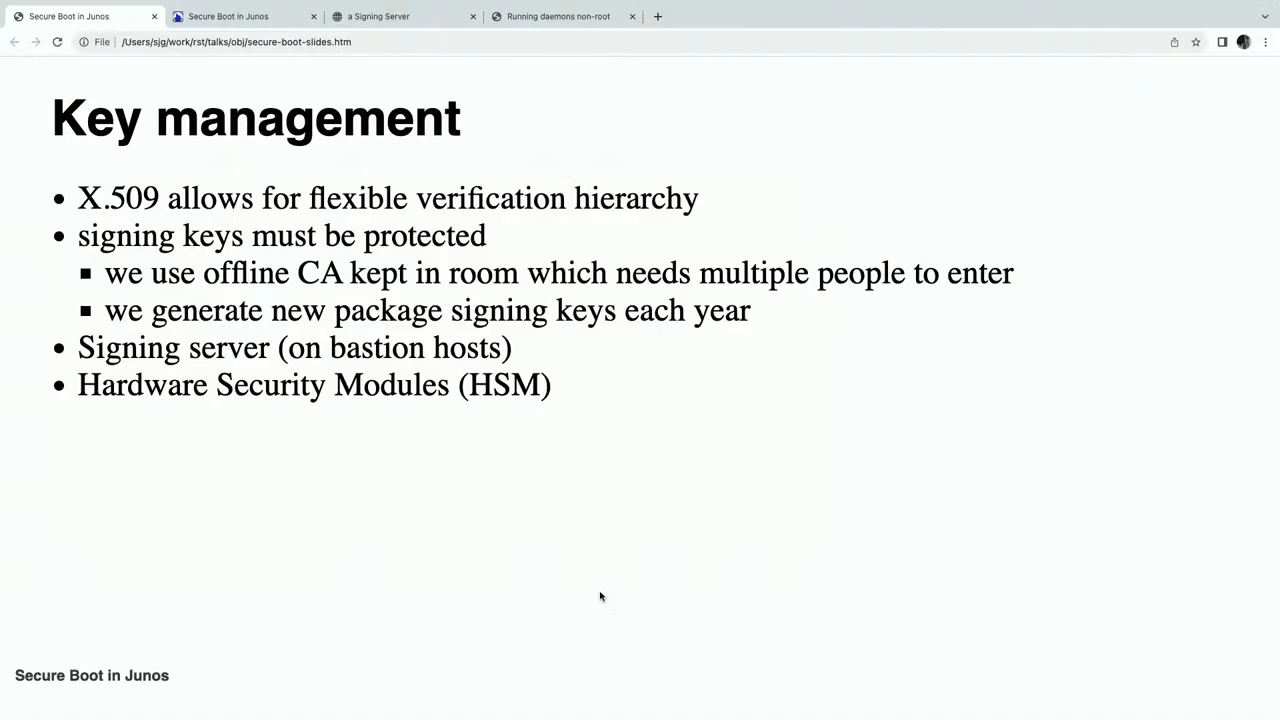 Secure Boot in Junos
Secure Boot in Junos
a Signing Server
Running daemons non-root
File
/Users/sjg/work/rst/talks/obj/secure-boot-slides.htm
Key management
• X.509 allows for flexible verification hierarchy
• signing keys must be protected
▪ we use offline CA kept in room which needs multiple people to enter
▪ we generate new package signing keys each year
• Signing server (on bastion hosts)
• Hardware Security Modules (HSM)
Secure Boot in Junos